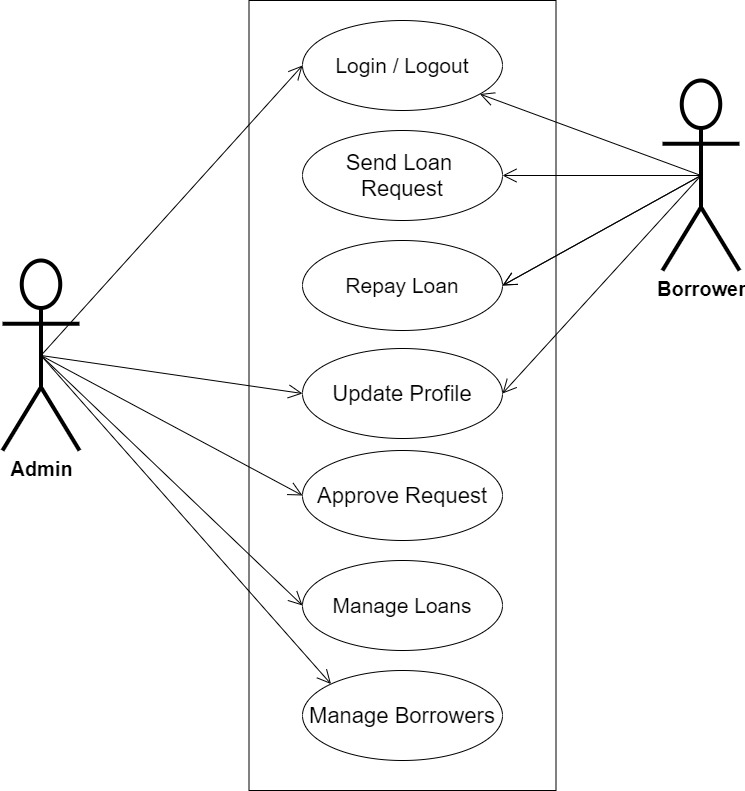 Login / Logout
Send Loan
Request
Repay Loan
Borrower
Update Profile
Admin
Approve Request
Manage Loans
Manage Borrowers